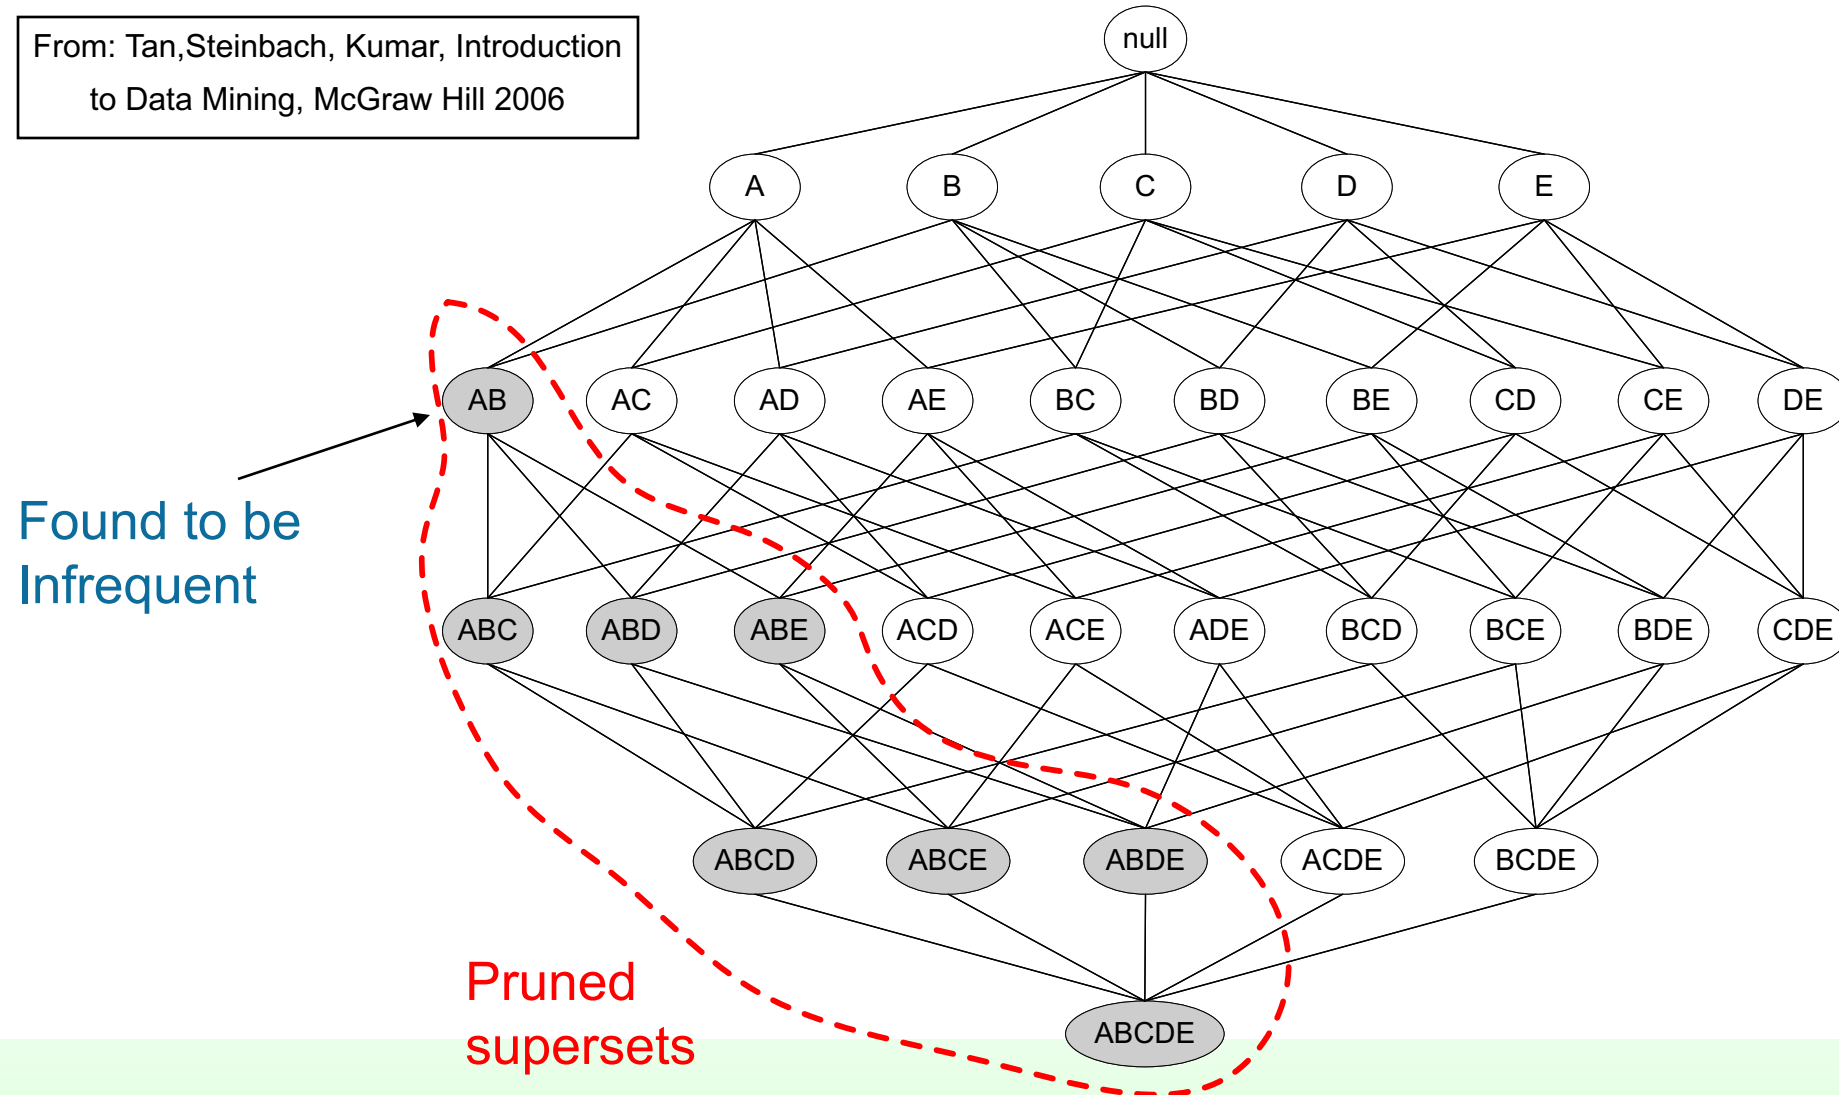 From: Tan,Steinbach, Kumar, Introduction
to Data Mining, McGraw Hill 2006
null
A B C D E
AB AC AD AE BC BD BE CD CE DE
Found to be
Infrequent
ABC ABD ABE ACD ACE ADE BCD BCE BDE CDE
ABCD ABCE ABDE ACDE BCDE
Pruned
supersets
ABCDE